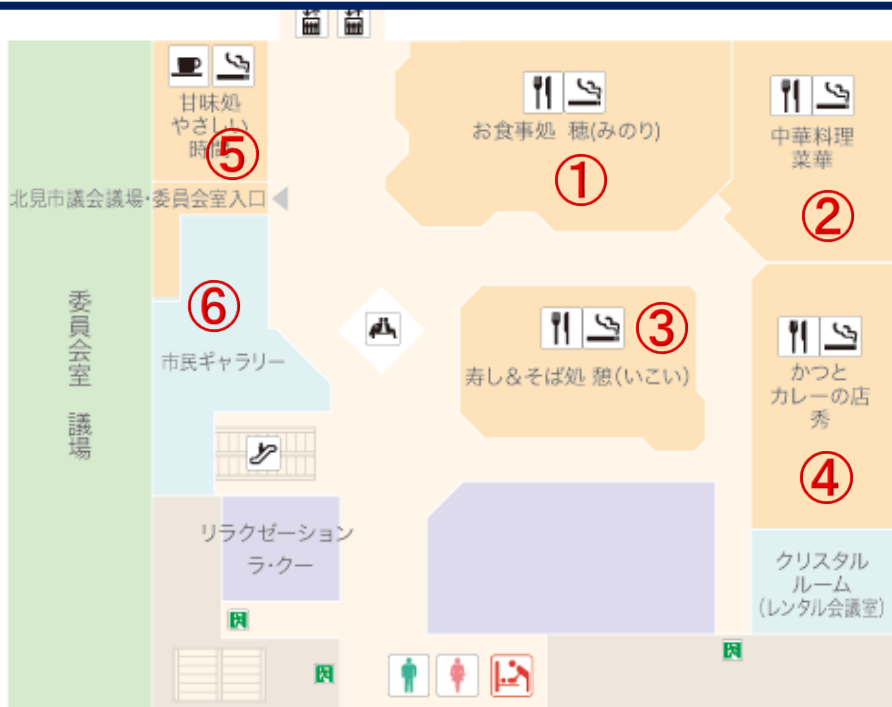 甘味処
やさしい
時間
⑤
お食事処 穂(みのり)
①
中華料理
菜華
②
北見市議会議場・委員会室入口
⑥
市民ギャラリー
委員会室 議場
③
寿し&そば処 憩(いこい)
かつと
カレーの店
秀
④
リラクゼーション
ラ・クー
クリスタル
ルーム
(レンタル会議室)